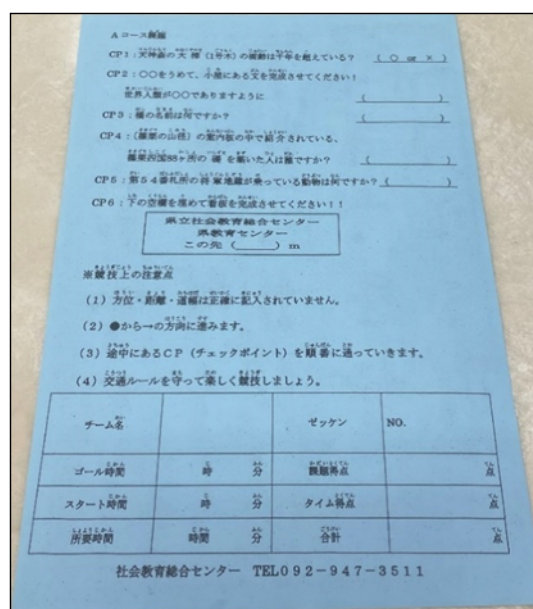 Aコース課題
CP1:天神森の大樟(1号木)の樹齢は千年を超えている? (○ or ×)
CP2:○○をうめて、小屋にある文を完成させてください!
世界人類が○○でありますように ( )
CP3:橋の名前は何ですか? ( )
CP4:(篠栗の山径)の案内板の中で紹介されている、
篠栗四国88ヶ所の礎を築いた人は誰ですか? ( )
CP5:第54番札所の将軍地蔵が乗っている動物は何ですか? ( )
CP6:下の空欄を埋めて看板を完成させてください!!
県立社会教育総合センター
県教育センター
この先( )m
※競技上の注意点
(1)方位・距離・道幅は正確に記入されていません。
(2)●から→の方向に進みます。
(3)途中にあるCP(チェックポイント)を順番に通っていきます。
(4)交通ルールを守って楽しく競技しましょう。
チーム名 ゼッケン NO.
ゴール時間 時 分 課題得点 点
スタート時間 時 分 タイム得点 点
所要時間 時間 分 合計 点
社会教育総合センター TEL092-947-3511